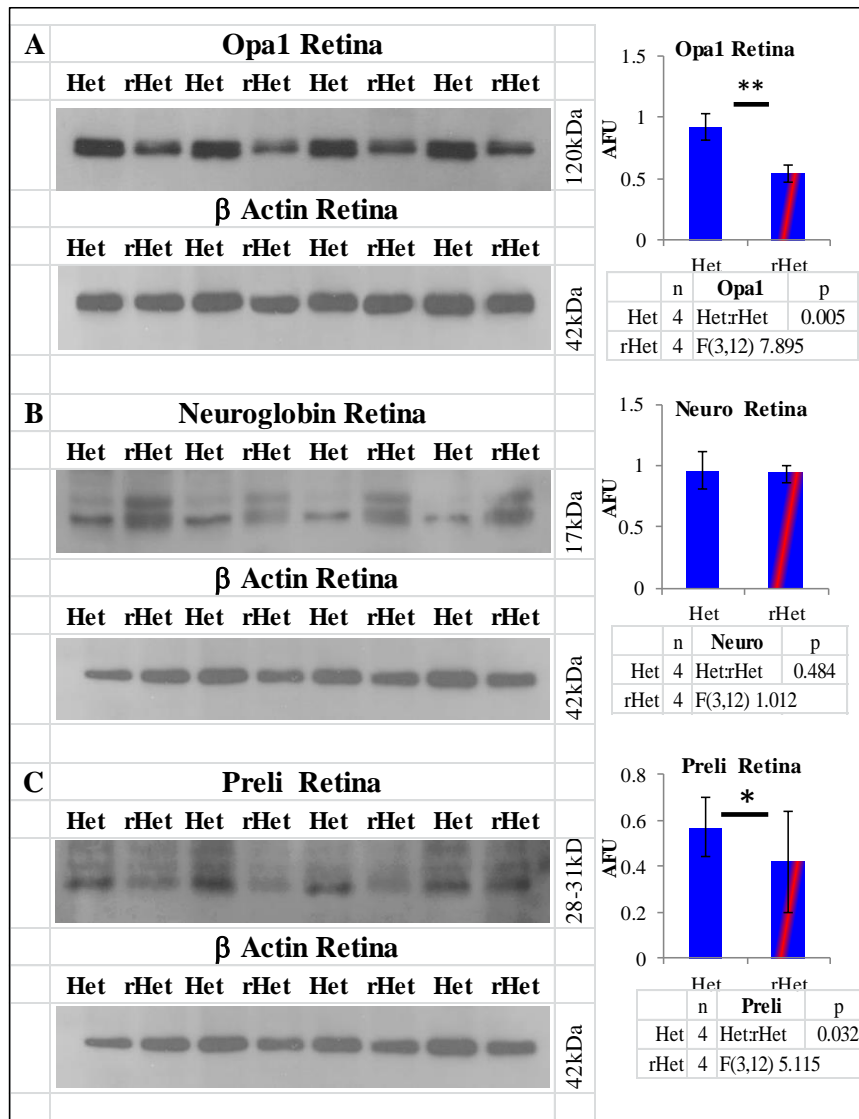 A Opa1 Retina
Het rHet Het rHet Het rHet Het rHet
120kDa
β Actin Retina
Het rHet Het rHet Het rHet Het rHet
42kDa
Opa1 Retina
1.5
1
0.5
0
AFU
**
Het rHet
n Opa1 p
Het 4 Het:rHet 0.005
rHet 4 F(3,12) 7.895
B Neuroglobin Retina
Het rHet Het rHet Het rHet Het rHet
17kDa
β Actin Retina
Het rHet Het rHet Het rHet Het rHet
42kDa
Neuro Retina
1.5
1
0.5
0
AFU
Het rHet
n Neuro p
Het 4 Het:rHet 0.484
rHet 4 F(3,12) 1.012
C Preli Retina
Het rHet Het rHet Het rHet Het rHet
28-31kD
β Actin Retina
Het rHet Het rHet Het rHet Het rHet
42kDa
Preli Retina
0.8
0.6
0.4
0.2
0
AFU
*
Het rHet
n Preli p
Het 4 Het:rHet 0.032
rHet 4 F(3,12) 5.115